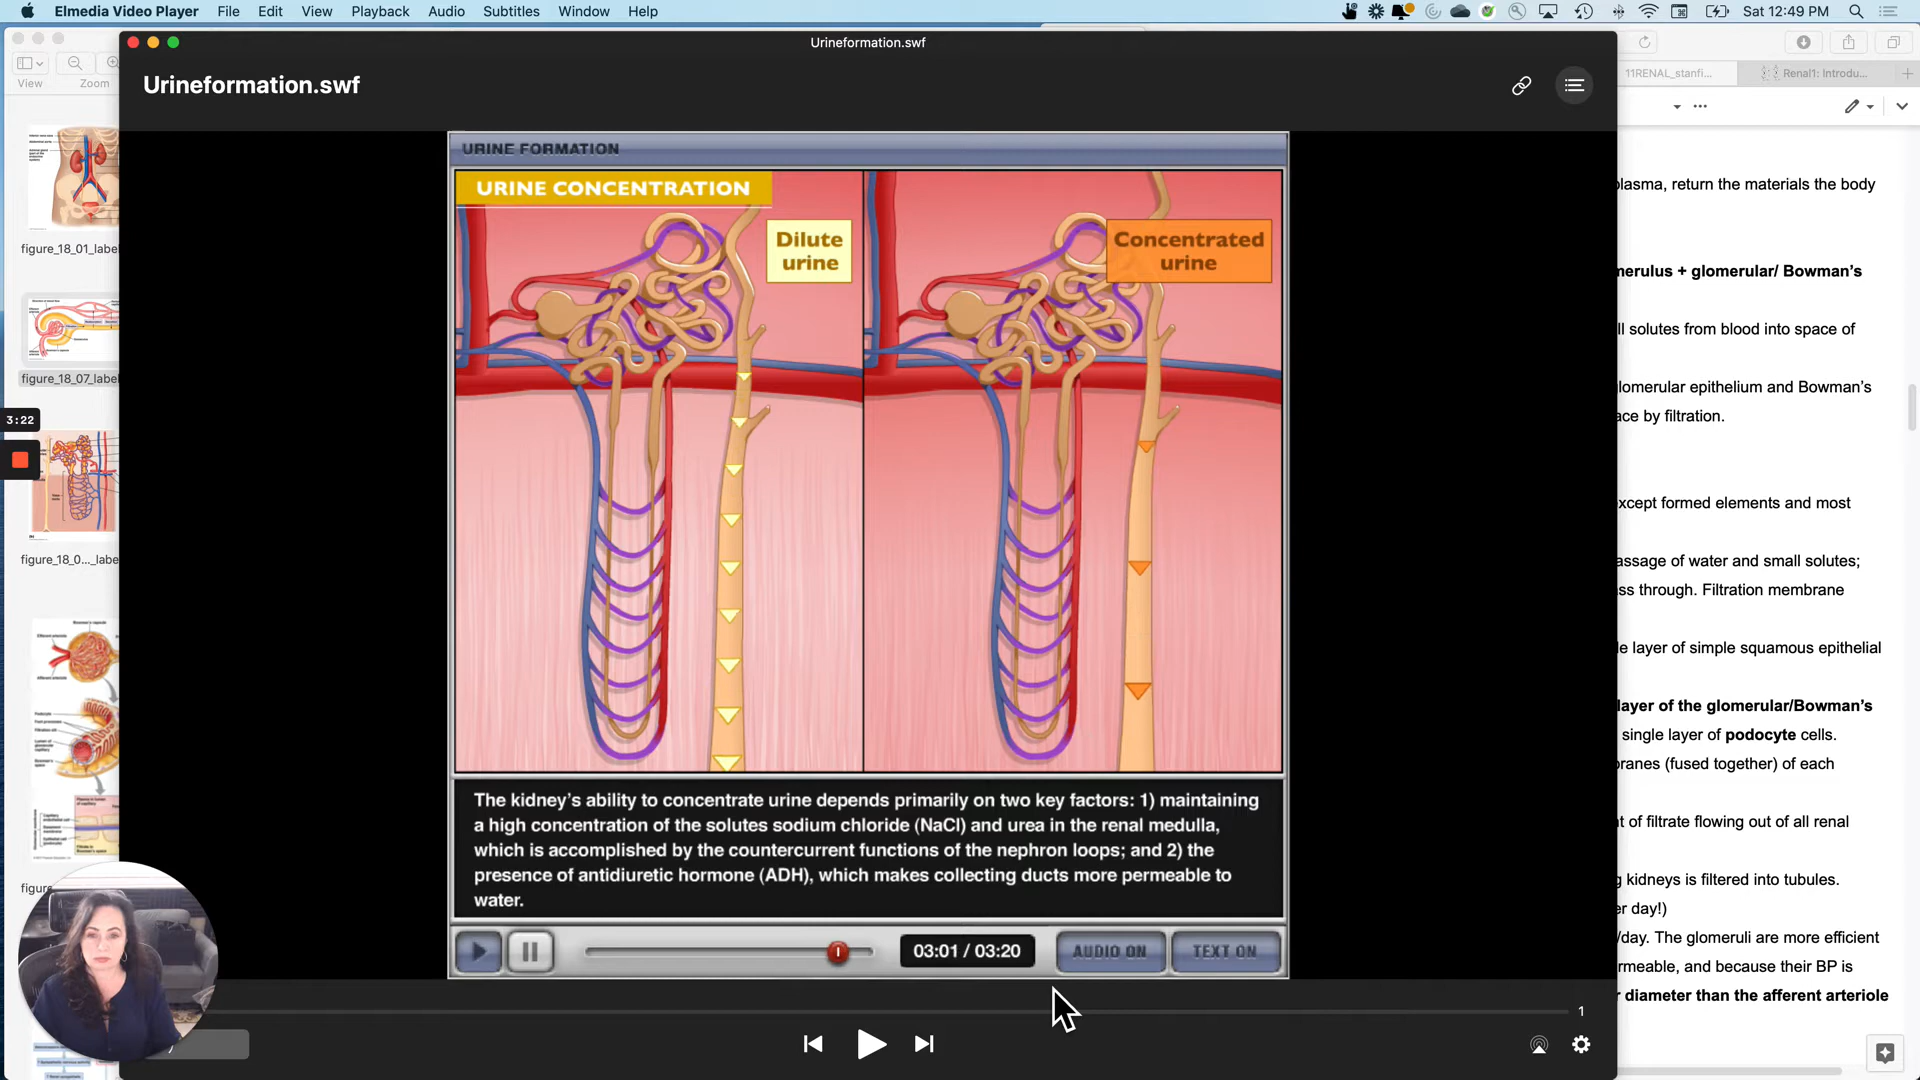 Elmedia Video Player File Edit View Playback Audio Subtitles Window Help
Sat 12:49 PM
Urineformation.swf
View
Zoom
Urineformation.swf
11RENAL_stanfi...
Renal1: Introdu...
URINE FORMATION
URINE CONCENTRATION
Dilute
urine
Concentrated
urine
figure_18_01_label
figure_18_07_label
3:22
figure_18_0..._labe
figure
The kidney's ability to concentrate urine depends primarily on two key factors: 1) maintaining
a high concentration of the solutes sodium chloride (NaCl) and urea in the renal medulla,
which is accomplished by the countercurrent functions of the nephron loops; and 2) the
presence of antidiuretic hormone (ADH), which makes collecting ducts more permeable to
water.
03:01 / 03:20
AUDIO ON
TEXT ON
1
plasma, return the materials the body
merulus + glomerular/ Bowman's
ll solutes from blood into space of
lomerular epithelium and Bowman's
ace by filtration.
xcept formed elements and most
assage of water and small solutes;
ss through. Filtration membrane
le layer of simple squamous epithelial
layer of the glomerular/Bowman's
single layer of podocyte cells.
branes (fused together) of each
t of filtrate flowing out of all renal
g kidneys is filtered into tubules.
er day!)
/day. The glomeruli are more efficient
rmeable, and because their BP is
r diameter than the afferent arteriole